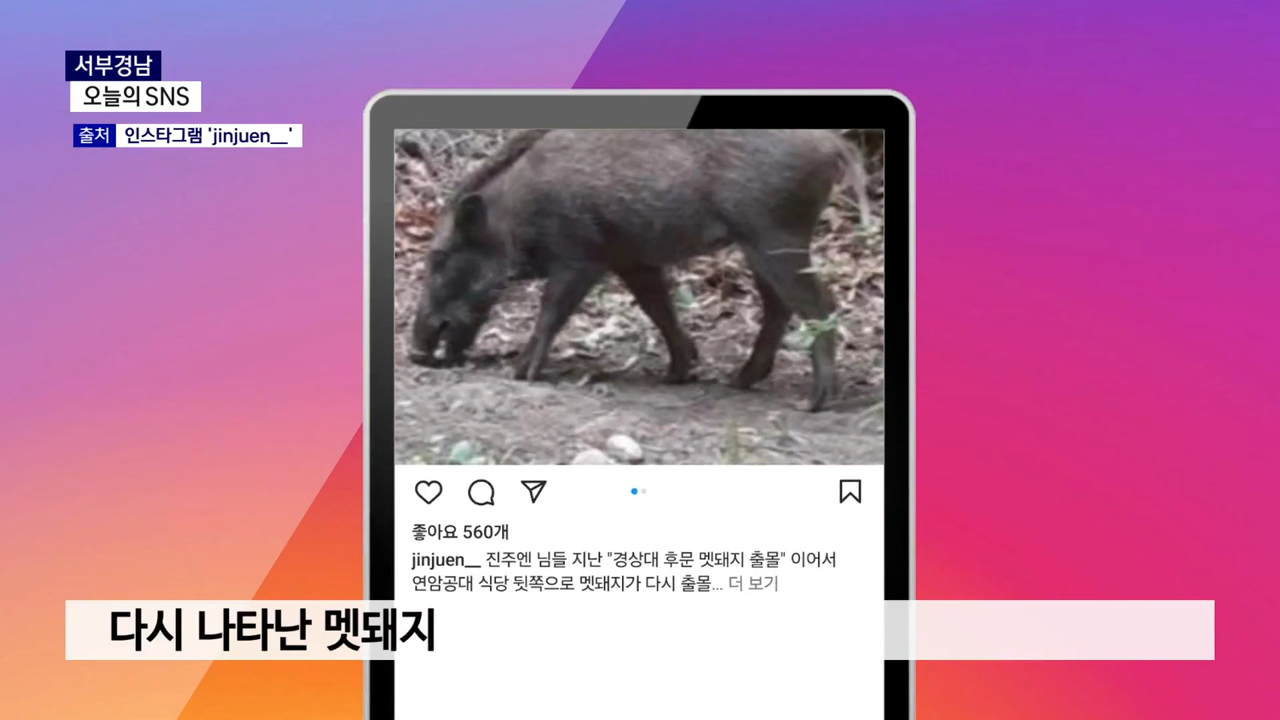 서부경남
오늘의 SNS
출처 인스타그램 'jinjuen__'
좋아요 560개
jinjuen__ 진주엔 님들 지난 "경상대 후문 멧돼지 출몰" 이어서
연암공대 식당 뒷쪽으로 멧돼지가 다시 출몰... 더 보기
다시 나타난 멧돼지